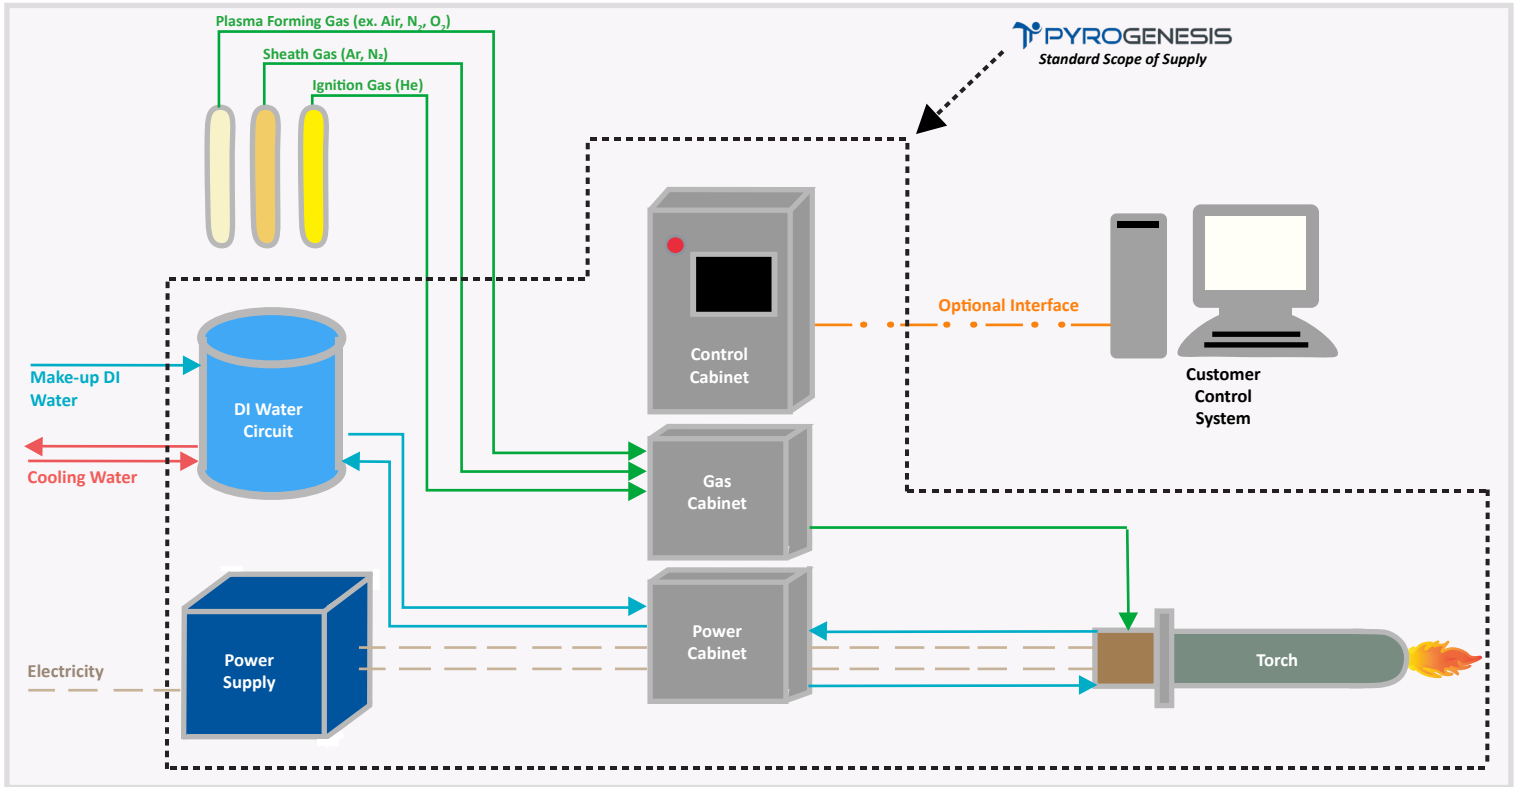 Plasma Forming Gas (ex. Air, N₂, O₂)
Sheath Gas (Ar, N₂)
Ignition Gas (He)
PYROGENESIS
Standard Scope of Supply
Optional Interface
Control
Cabinet
Customer
Control
System
Make-up DI
Water
DI Water
Circuit
Cooling Water
Gas
Cabinet
Electricity
Power
Supply
Power
Cabinet
Torch